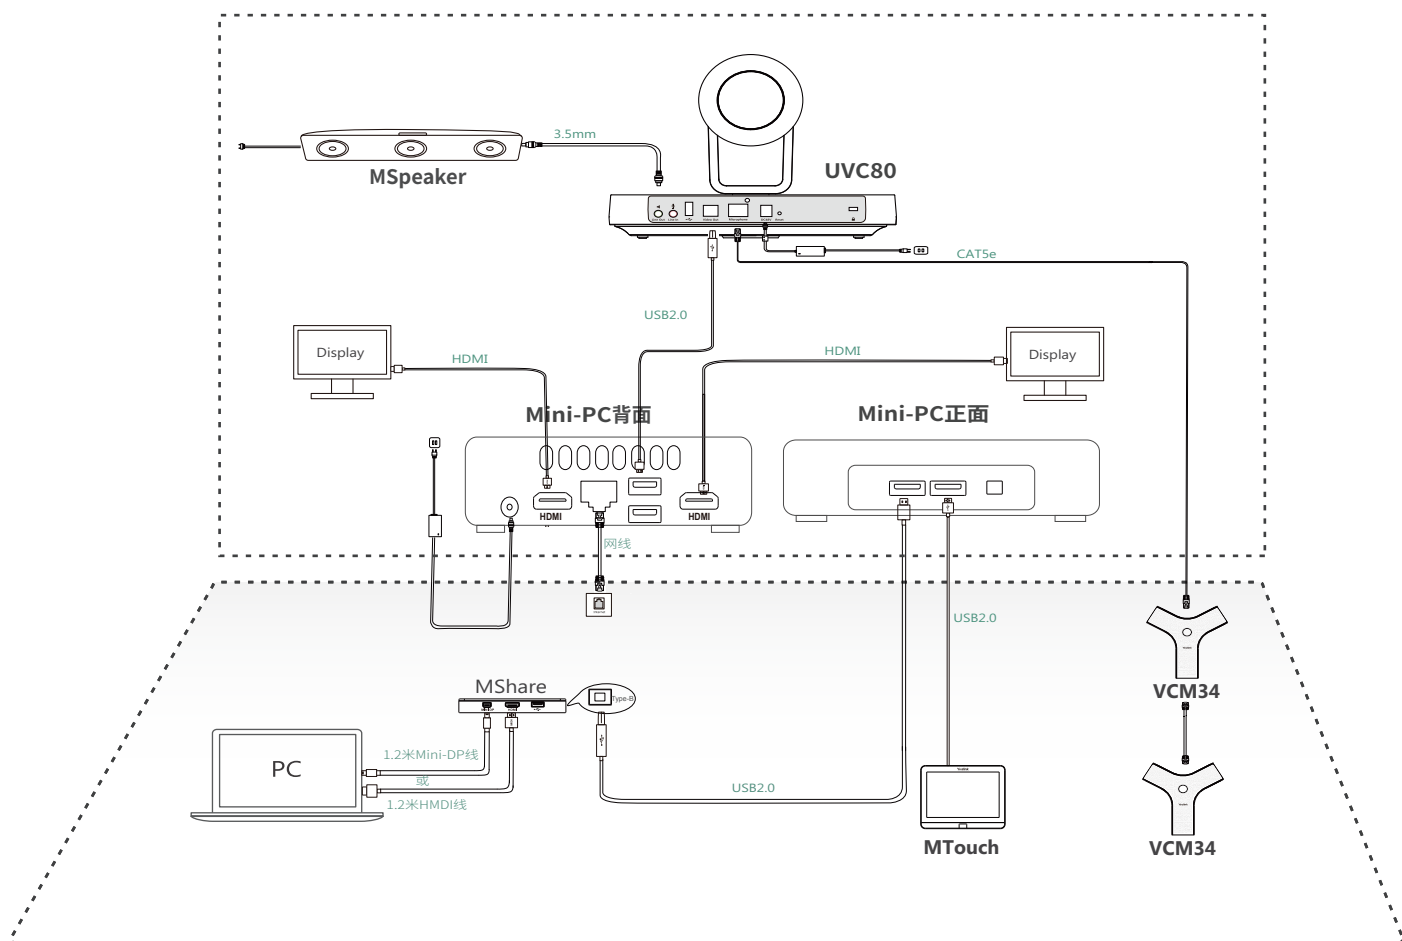 3.5mm
MSpeaker
UVC80
CAT5e
USB2.0
Display
HDMI
HDMI
Display
Mini-PC背面
Mini-PC正面
HDMI
HDMI
网线
USB2.0
MShare
Type-B
VCM34
PC
1.2米Mini-DP线
或
1.2米HMDI线
USB2.0
MTouch
VCM34